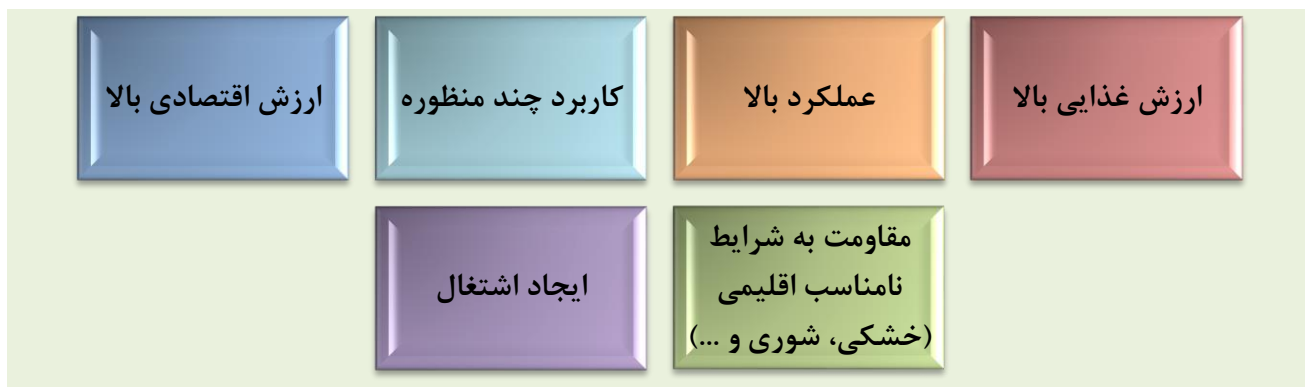 ارزش غذایی بالا
عملکرد بالا
کاربرد چند منظوره
ارزش اقتصادی بالا
مقاومت به شرایط
نامناسب اقلیمی
(خشکی، شوری و ...)
ایجاد اشتغال